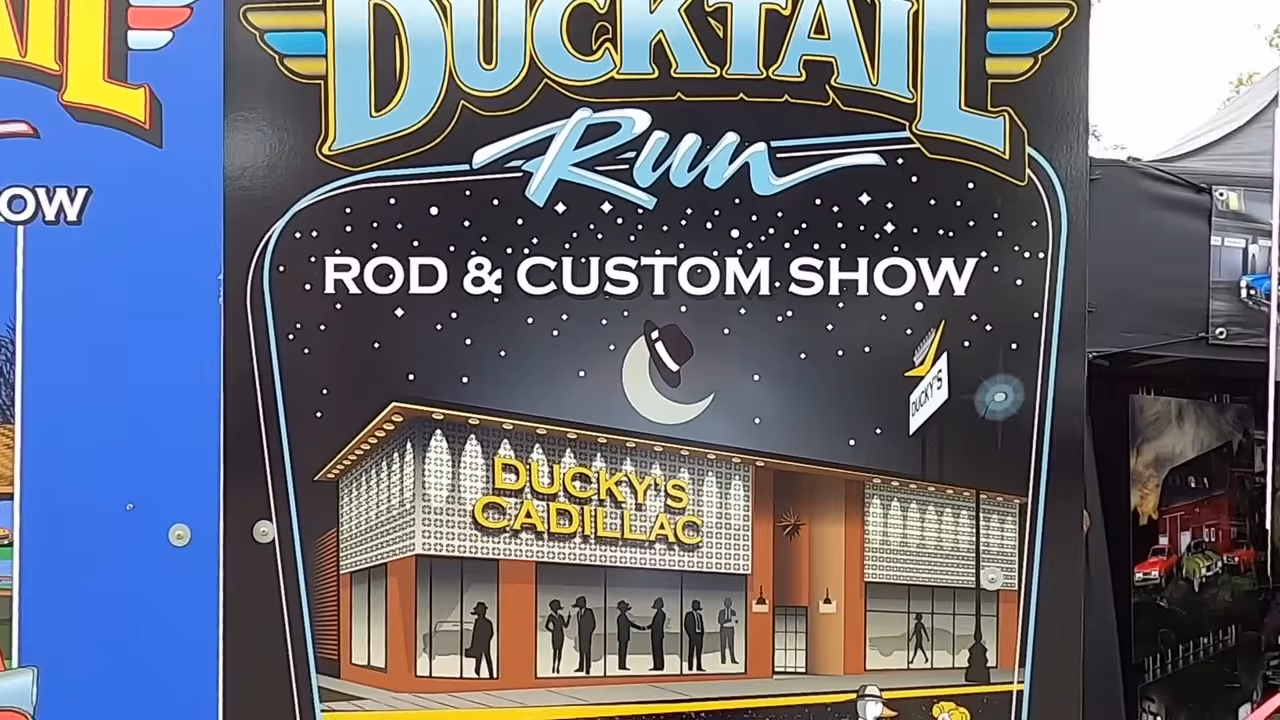 DUCKTAIL
Run
OW
ROD & CUSTOM SHOW
DUCKY'S
DUCKY'S
CADILLAC